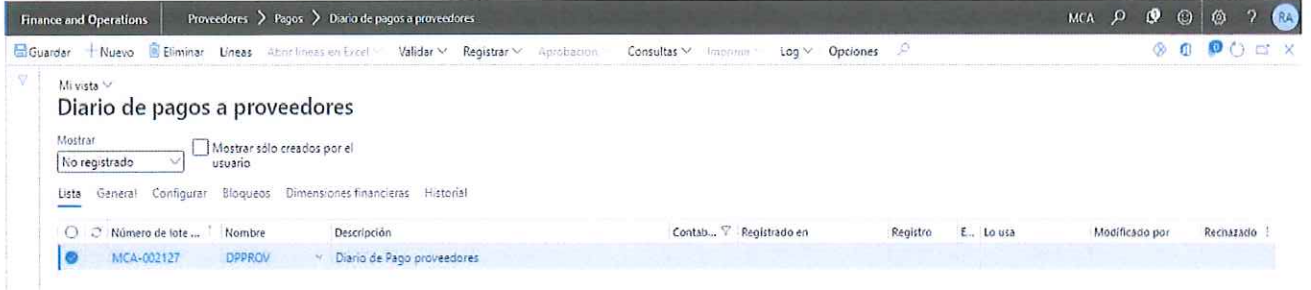 Finance and Operations Proveedores > Pagos > Diario de pagos a proveedores MCA ? RA
Guardar + Nuevo Eliminar Líneas Abrir líneas en Excel Validar Registrar Aprobación Consultas Imprimir Log Opciones
Mi vista
Diario de pagos a proveedores
Mostrar
No registrado
Mostrar sólo creados por el
usuario
Lista General Configurar Bloqueos Dimensiones financieras Historial
Número de lote ... Nombre Descripción Contab... Registrado en Registro E... Lo usa Modificado por Rechazado
MCA-002127 DPPROV Diario de Pago proveedores